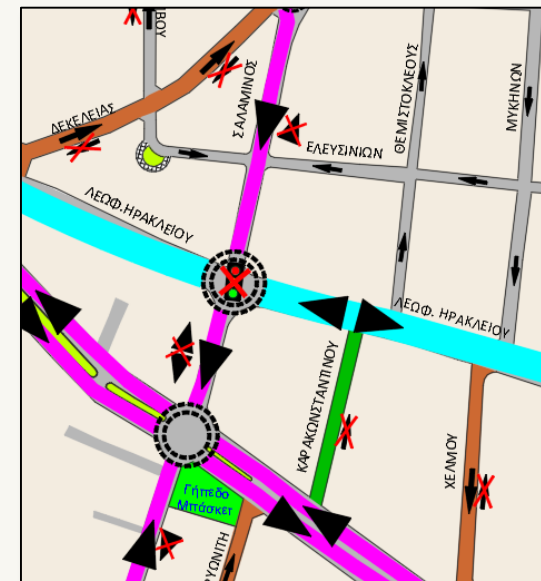 ΒΟΥ
ΔΕΚΕΛΕΙΑΣ
ΣΑΛΑΜΙΝΟΣ
ΘΕΜΙΣΤΟΚΛΕΟΥΣ
ΜΥΚΗΝΩΝ
ΕΛΕΥΣΙΝΙΩΝ
ΛΕΩΦ.ΗΡΑΚΛΕΙΟΥ
ΛΕΩΦ. ΗΡΑΚΛΕΙΟΥ
ΚΑΡΑΚΩΝΣΤΑΝΤΙΝΟΥ
ΧΕΛΜΟΥ
Γήπεδο
Μπάσκετ
ΡΥΩΝΙΤΗ